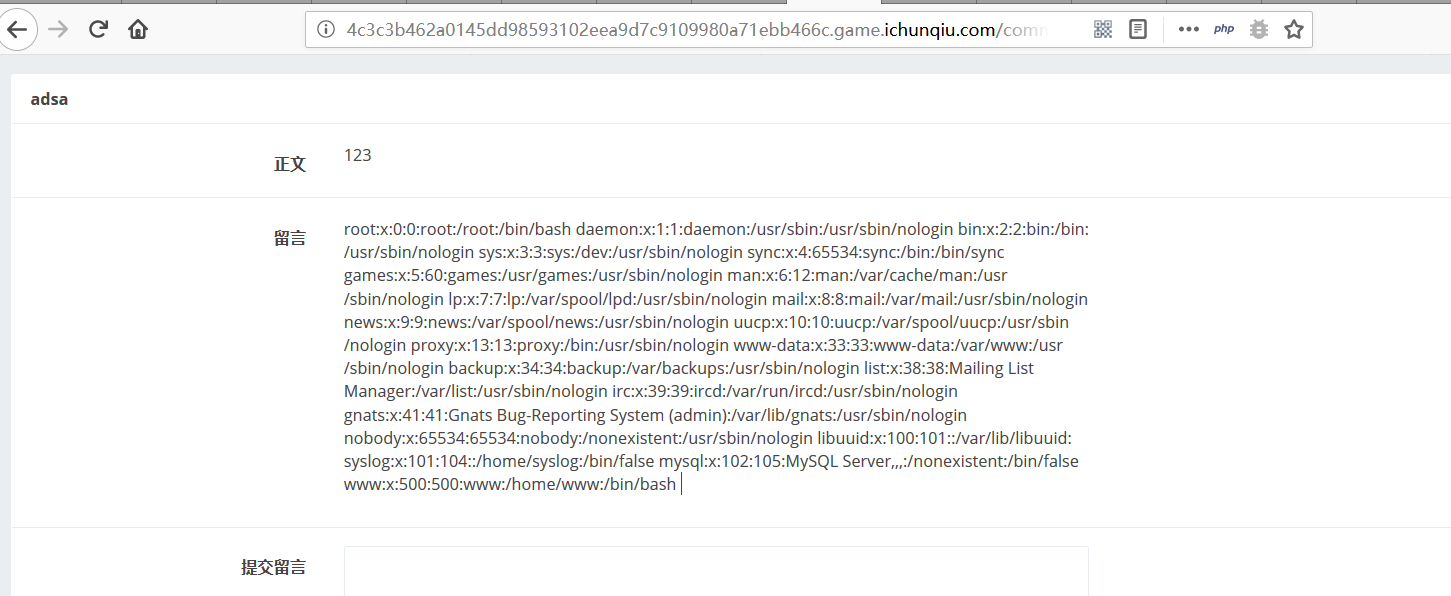 4c3c3b462a0145dd98593102eea9d7c9109980a71ebb466c.game.ichunqiu.com/comm
php
adsa
正文
123
留言
root:x:0:0:root:/root:/bin/bash daemon:x:1:1:daemon:/usr/sbin:/usr/sbin/nologin bin:x:2:2:bin:/bin:
/usr/sbin/nologin sys:x:3:3:sys:/dev:/usr/sbin/nologin sync:x:4:65534:sync:/bin:/bin/sync
games:x:5:60:games:/usr/games:/usr/sbin/nologin man:x:6:12:man:/var/cache/man:/usr
/sbin/nologin lp:x:7:7:lp:/var/spool/lpd:/usr/sbin/nologin mail:x:8:8:mail:/var/mail:/usr/sbin/nologin
news:x:9:9:news:/var/spool/news:/usr/sbin/nologin uucp:x:10:10:uucp:/var/spool/uucp:/usr/sbin
/nologin proxy:x:13:13:proxy:/bin:/usr/sbin/nologin www-data:x:33:33:www-data:/var/www:/usr
/sbin/nologin backup:x:34:34:backup:/var/backups:/usr/sbin/nologin list:x:38:38:Mailing List
Manager:/var/list:/usr/sbin/nologin irc:x:39:39:ircd:/var/run/ircd:/usr/sbin/nologin
gnats:x:41:41:Gnats Bug-Reporting System (admin):/var/lib/gnats:/usr/sbin/nologin
nobody:x:65534:65534:nobody:/nonexistent:/usr/sbin/nologin libuuid:x:100:101::/var/lib/libuuid:
syslog:x:101:104::/home/syslog:/bin/false mysql:x:102:105:MySQL Server,,,:/nonexistent:/bin/false
www:x:500:500:www:/home/www:/bin/bash
提交留言